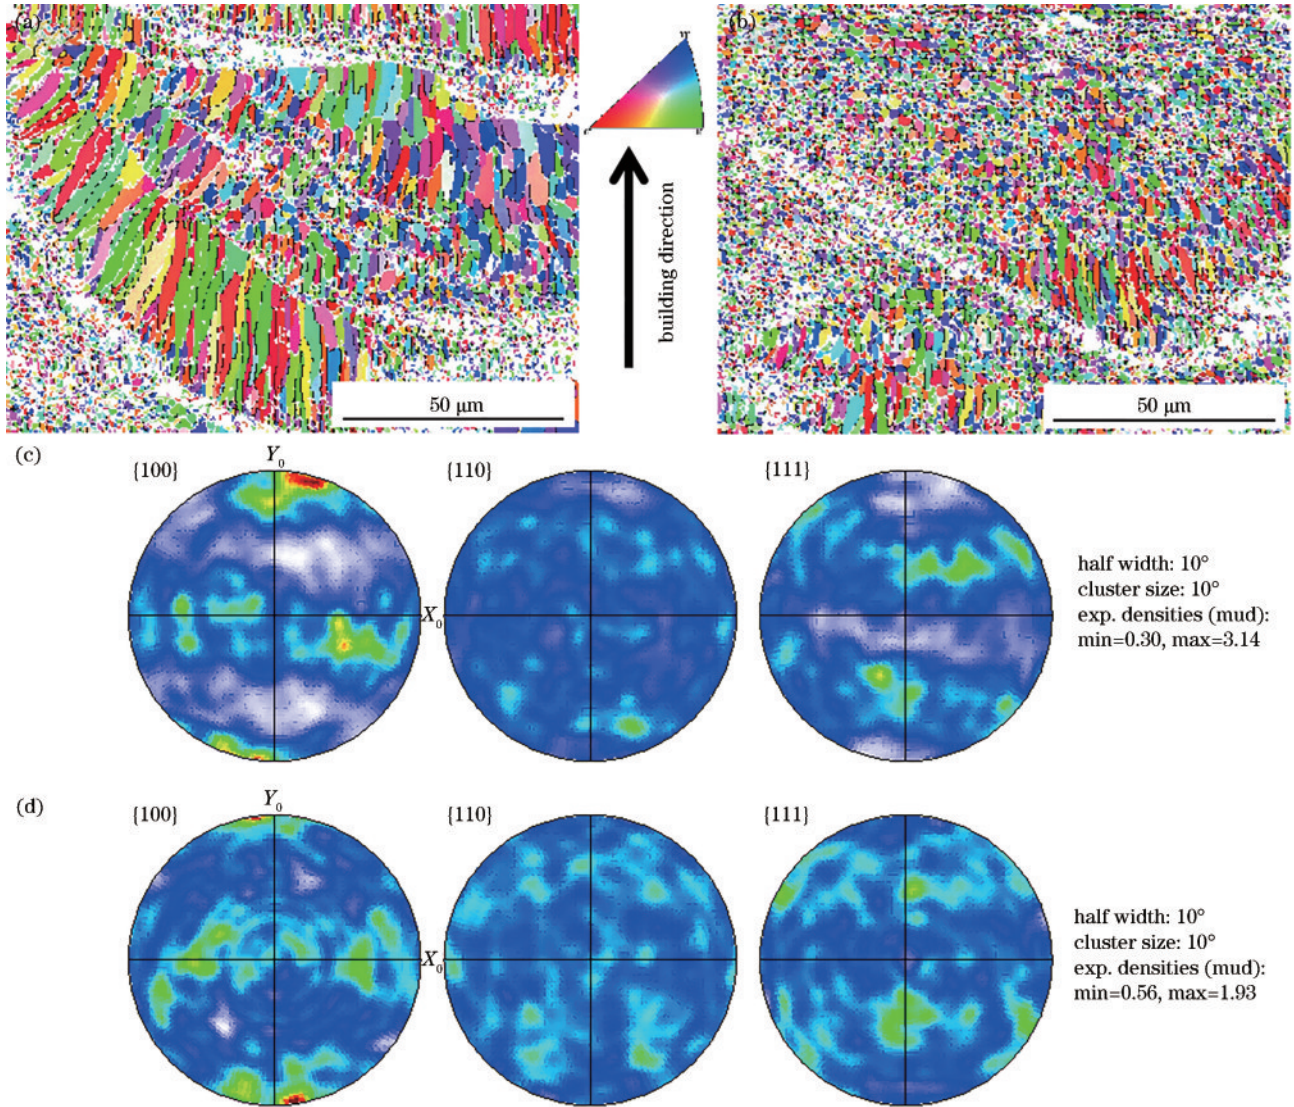 (a)
(b)
building direction
50 μm
50 μm
(c)
{100}
Y₀
{110}
{111}
X₀
half width: 10°
cluster size: 10°
exp. densities (mud):
min=0.30, max=3.14
(d)
{100}
Y₀
{110}
{111}
X₀
half width: 10°
cluster size: 10°
exp. densities (mud):
min=0.56, max=1.93